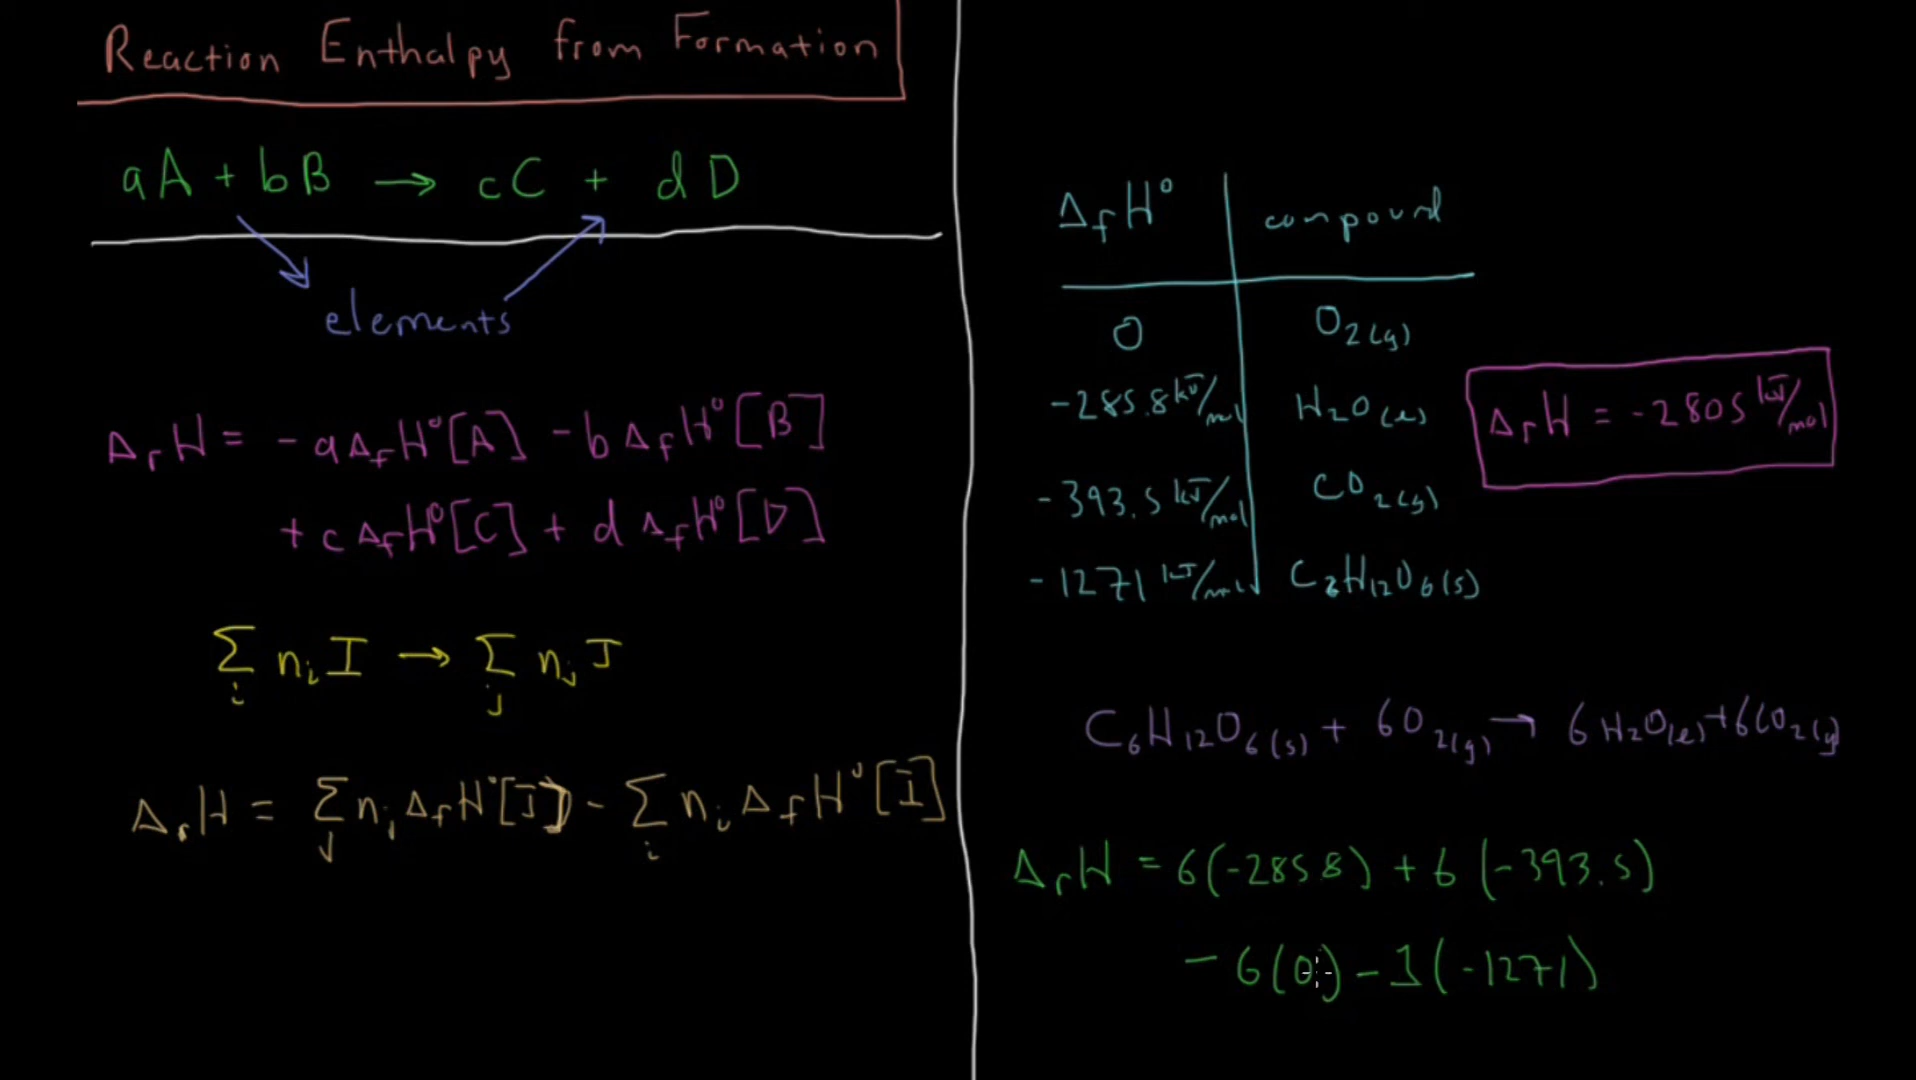 Reaction Enthalpy from Formation
aA + bB → cC + dD
elements
ΔrH = - aΔfH°[A] - bΔfH°[B]
+ cΔfH°[C] + dΔfH°[D]
∑i niI → ∑j njJ
ΔrH = ∑j njΔfH°[J] - ∑i niΔfH°[I]
ΔfH° compound
0 O2(g)
-285.8 kJ/mol H2O(l)
-393.5 kJ/mol CO2(g)
-1271 kJ/mol C6H12O6(s)
ΔrH = -2805 kJ/mol
C6H12O6(s) + 6O2(g) → 6H2O(l) + 6CO2(g)
ΔrH = 6(-285.8) + 6(-393.5)
- 6(0) - 1(-1271)